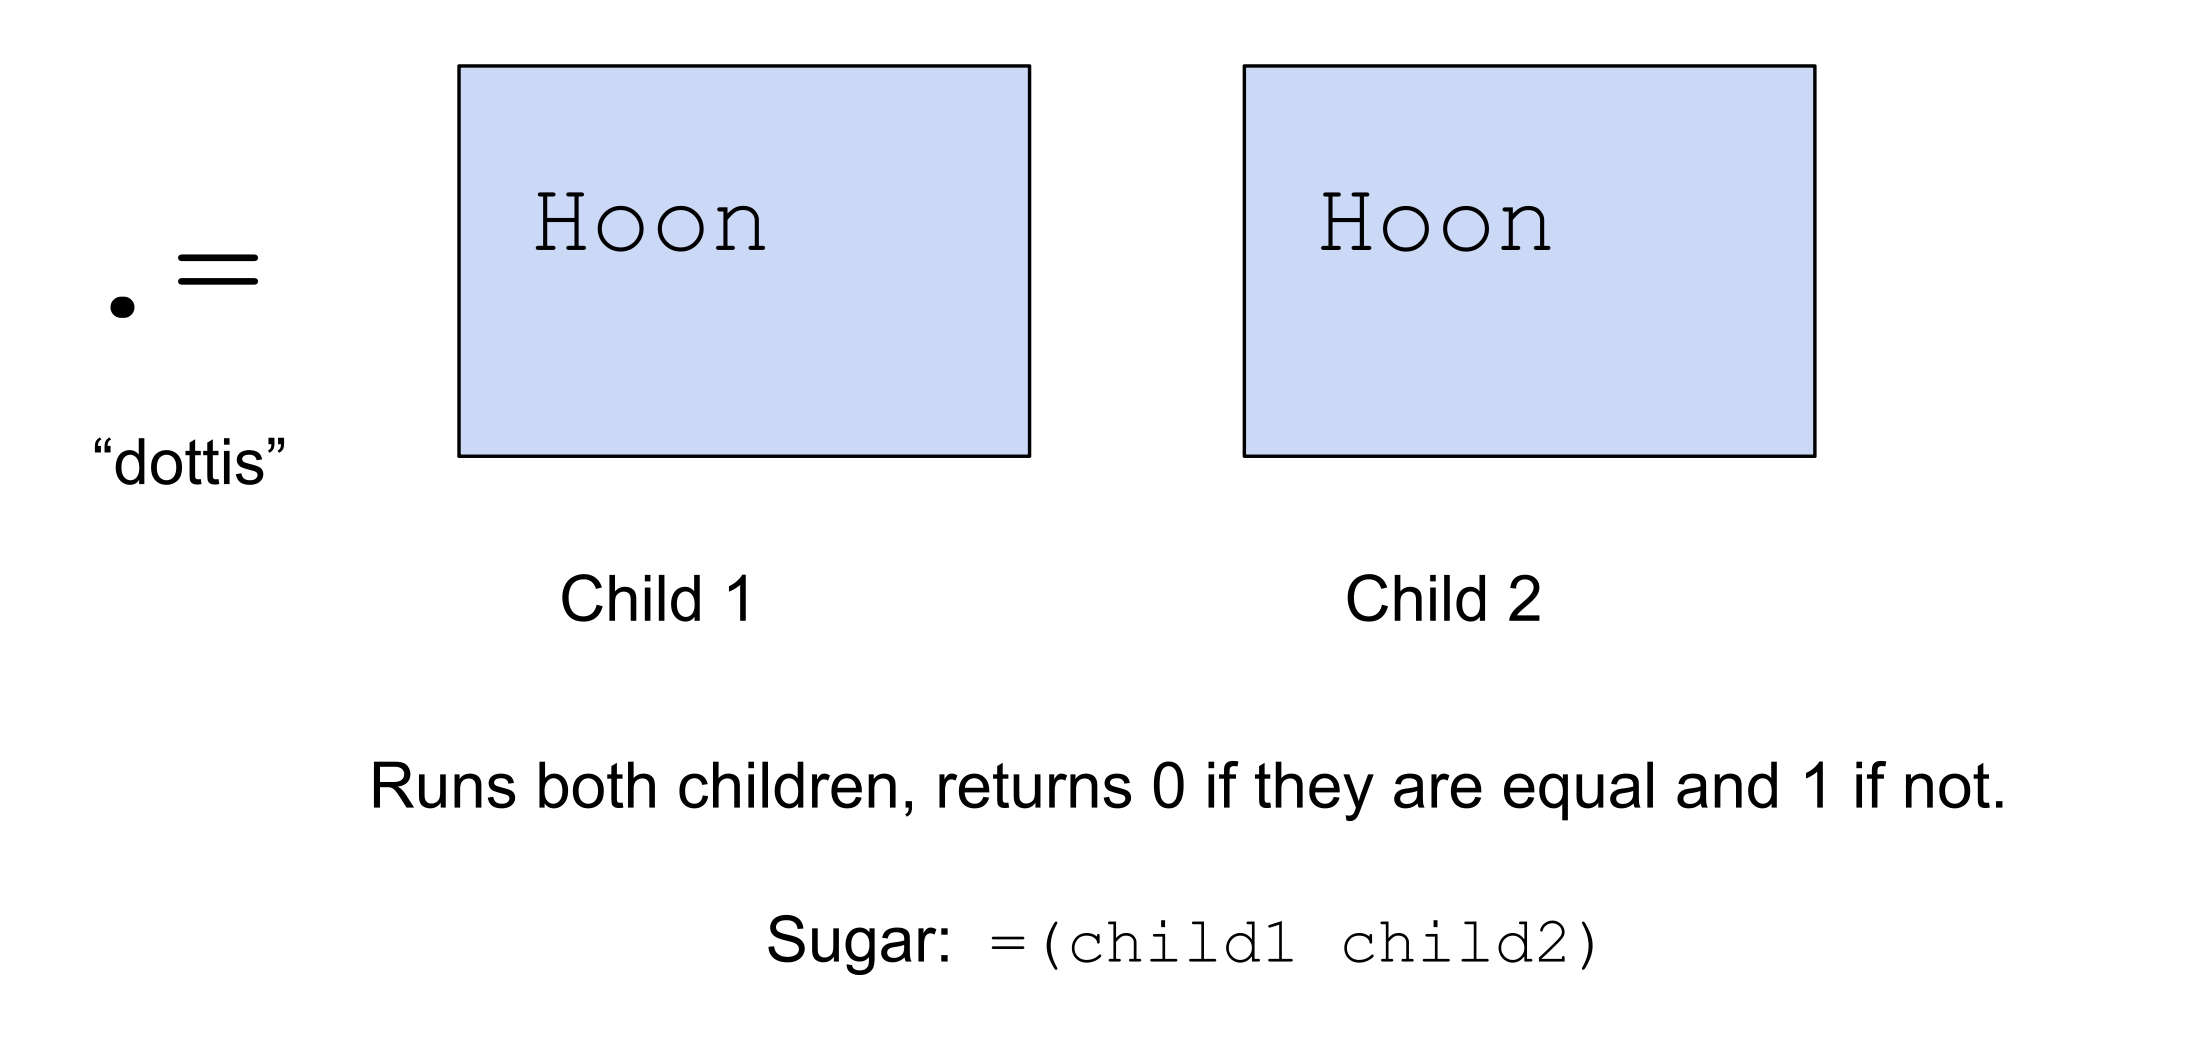 .=
“dottis”
Hoon
Hoon
Child 1
Child 2
Runs both children, returns 0 if they are equal and 1 if not.
Sugar: =(child1 child2)